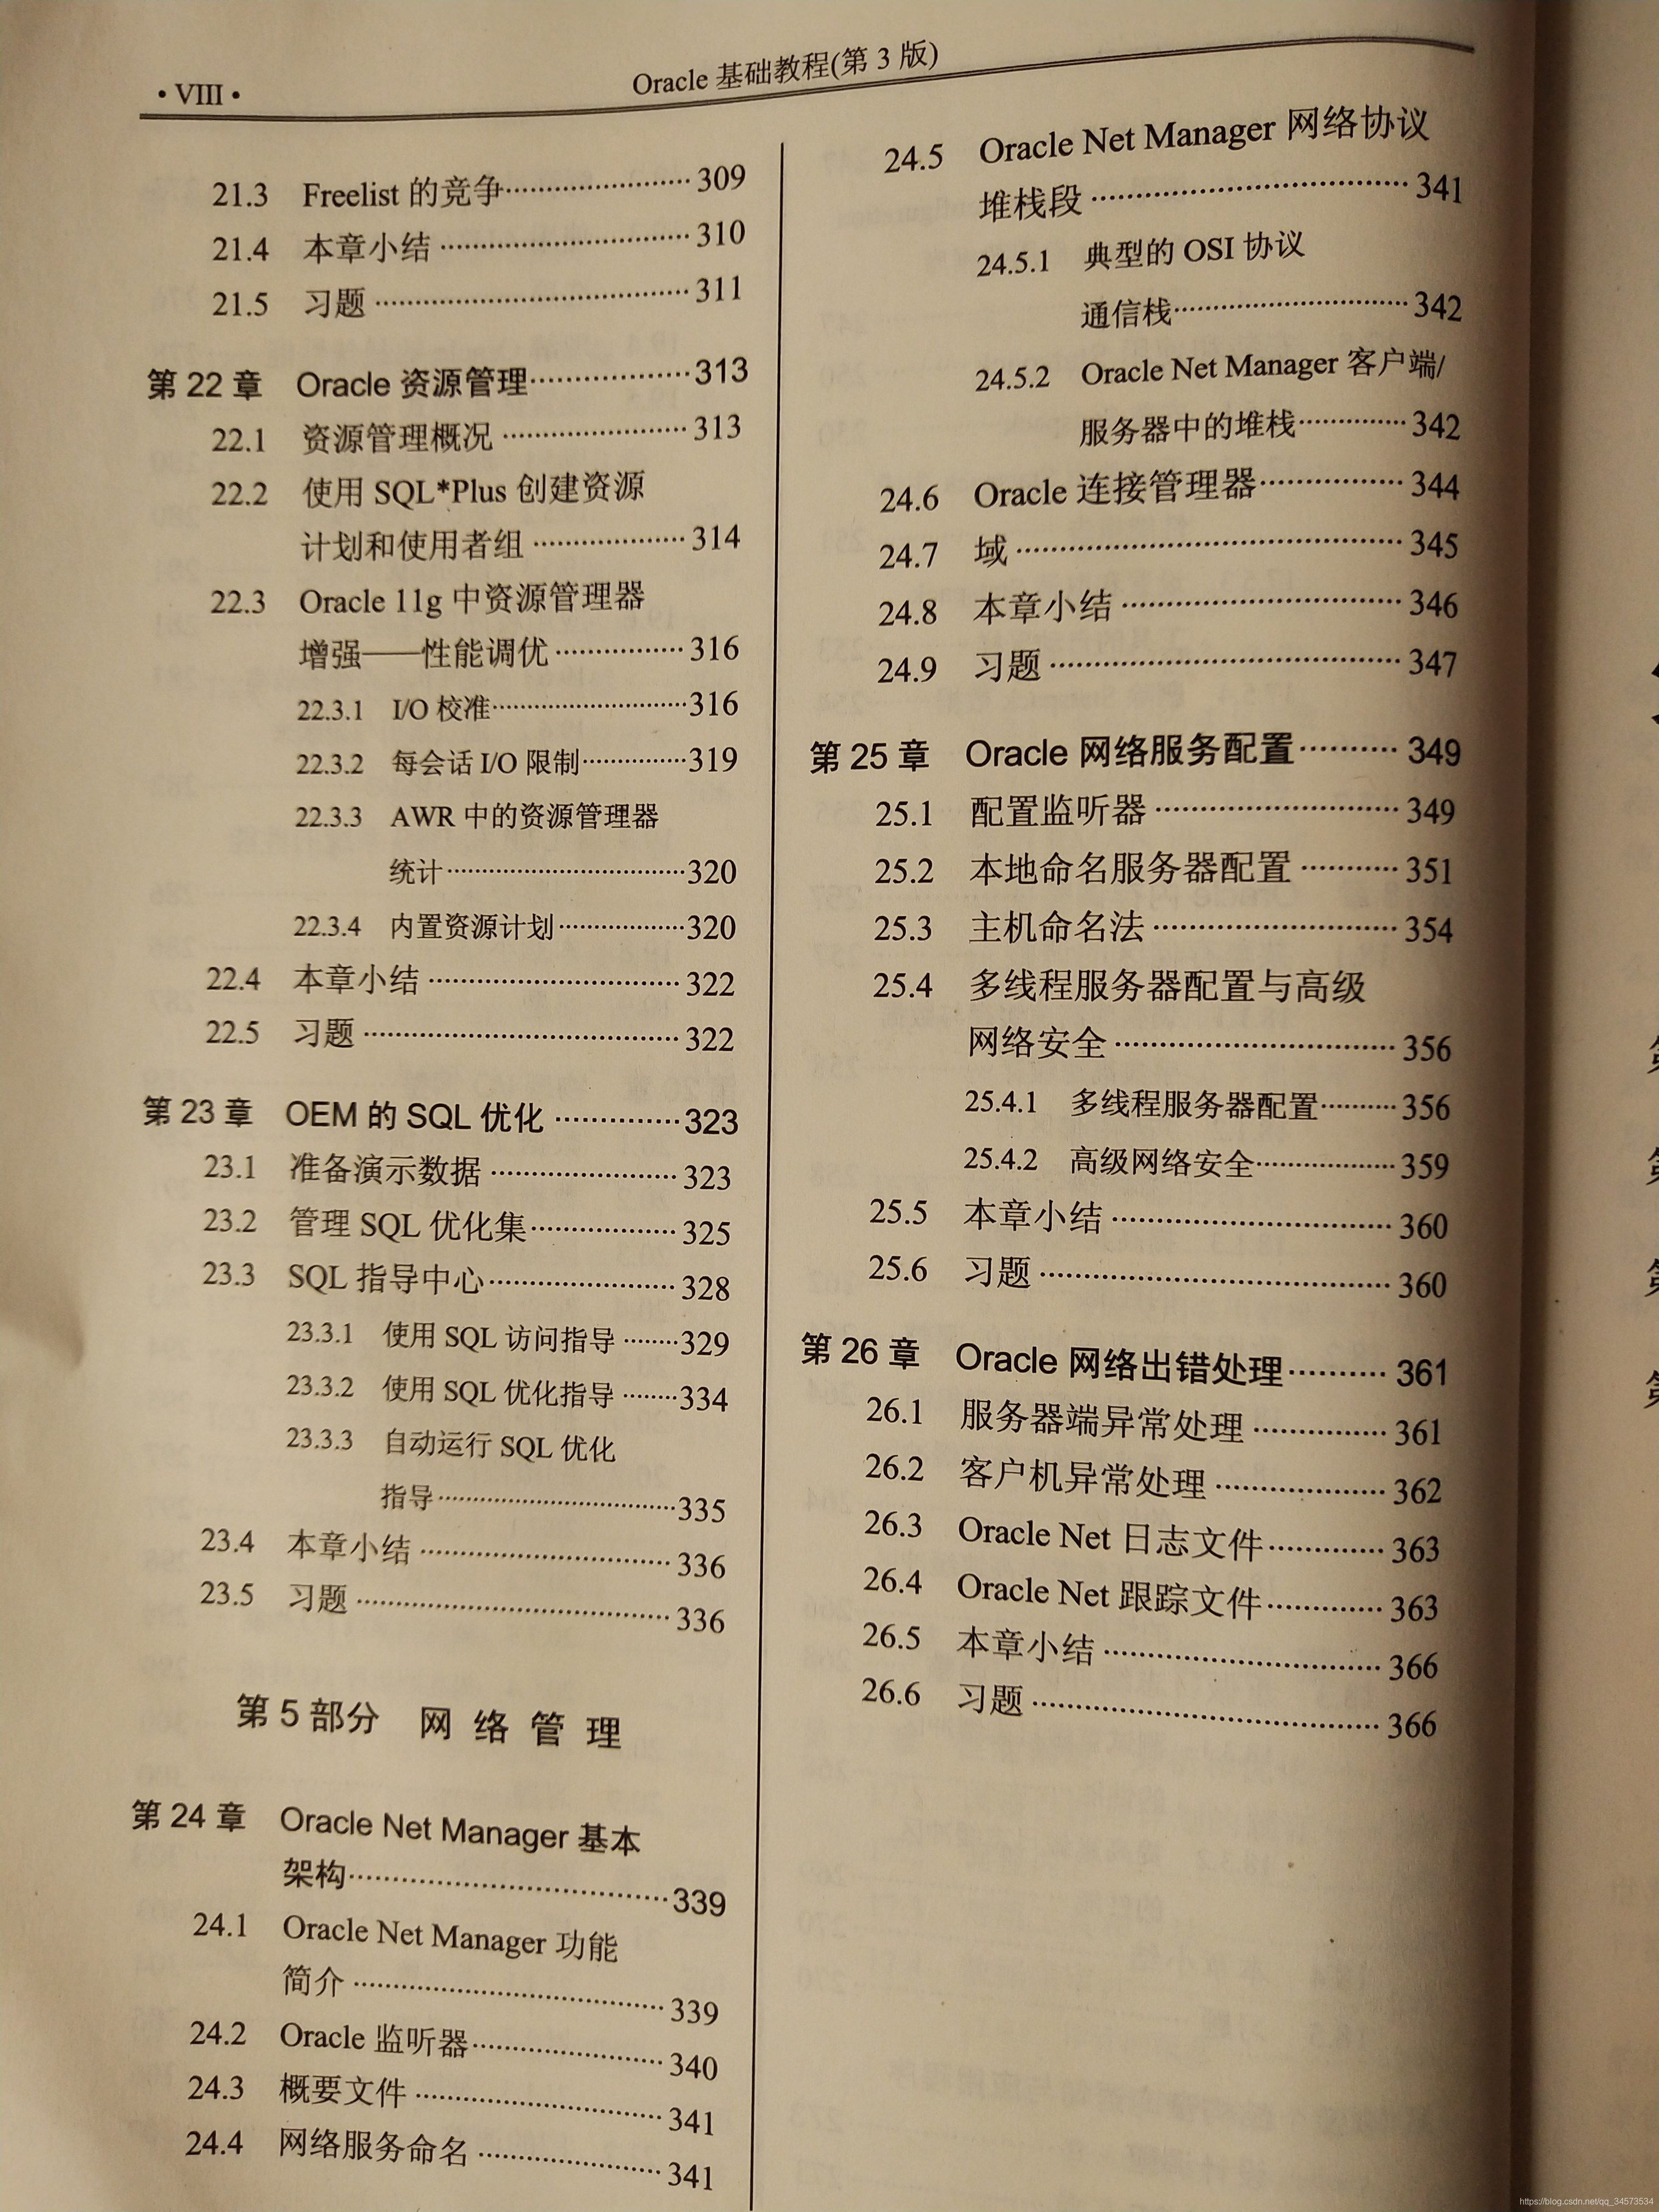 • VIII •
Oracle 基础教程(第 3 版)
21.3 Freelist 的竞争……………………309
21.4 本章小结……………………310
21.5 习题……………………311
第 22 章 Oracle 资源管理……………………313
22.1 资源管理概况……………………313
22.2 使用 SQL*Plus 创建资源
计划和使用者组……………………314
22.3 Oracle 11g 中资源管理器
增强——性能调优……………………316
22.3.1 I/O 校准……………………316
22.3.2 每会话 I/O 限制……………………319
22.3.3 AWR 中的资源管理器
统计……………………320
22.3.4 内置资源计划……………………320
22.4 本章小结……………………322
22.5 习题……………………322
第 23 章 OEM 的 SQL 优化……………………323
23.1 准备演示数据……………………323
23.2 管理 SQL 优化集……………………325
23.3 SQL 指导中心……………………328
23.3.1 使用 SQL 访问指导……………………329
23.3.2 使用 SQL 优化指导……………………334
23.3.3 自动运行 SQL 优化
指导……………………335
23.4 本章小结……………………336
23.5 习题……………………336
第 5 部分 网 络 管 理
第 24 章 Oracle Net Manager 基本
架构……………………339
24.1 Oracle Net Manager 功能
简介……………………339
24.2 Oracle 监听器……………………340
24.3 概要文件……………………341
24.4 网络服务命名……………………341
24.5 Oracle Net Manager 网络协议
堆栈段……………………341
24.5.1 典型的 OSI 协议
通信栈……………………342
24.5.2 Oracle Net Manager 客户端/
服务器中的堆栈……………………342
24.6 Oracle 连接管理器……………………344
24.7 域……………………345
24.8 本章小结……………………346
24.9 习题……………………347
第 25 章 Oracle 网络服务配置……………………349
25.1 配置监听器……………………349
25.2 本地命名服务器配置……………………351
25.3 主机命名法……………………354
25.4 多线程服务器配置与高级
网络安全……………………356
25.4.1 多线程服务器配置……………………356
25.4.2 高级网络安全……………………359
25.5 本章小结……………………360
25.6 习题……………………360
第 26 章 Oracle 网络出错处理……………………361
26.1 服务器端异常处理……………………361
26.2 客户机异常处理……………………362
26.3 Oracle Net 日志文件……………………363
26.4 Oracle Net 跟踪文件……………………363
26.5 本章小结……………………366
26.6 习题……………………366
https://blog.csdn.net/qq_34573534